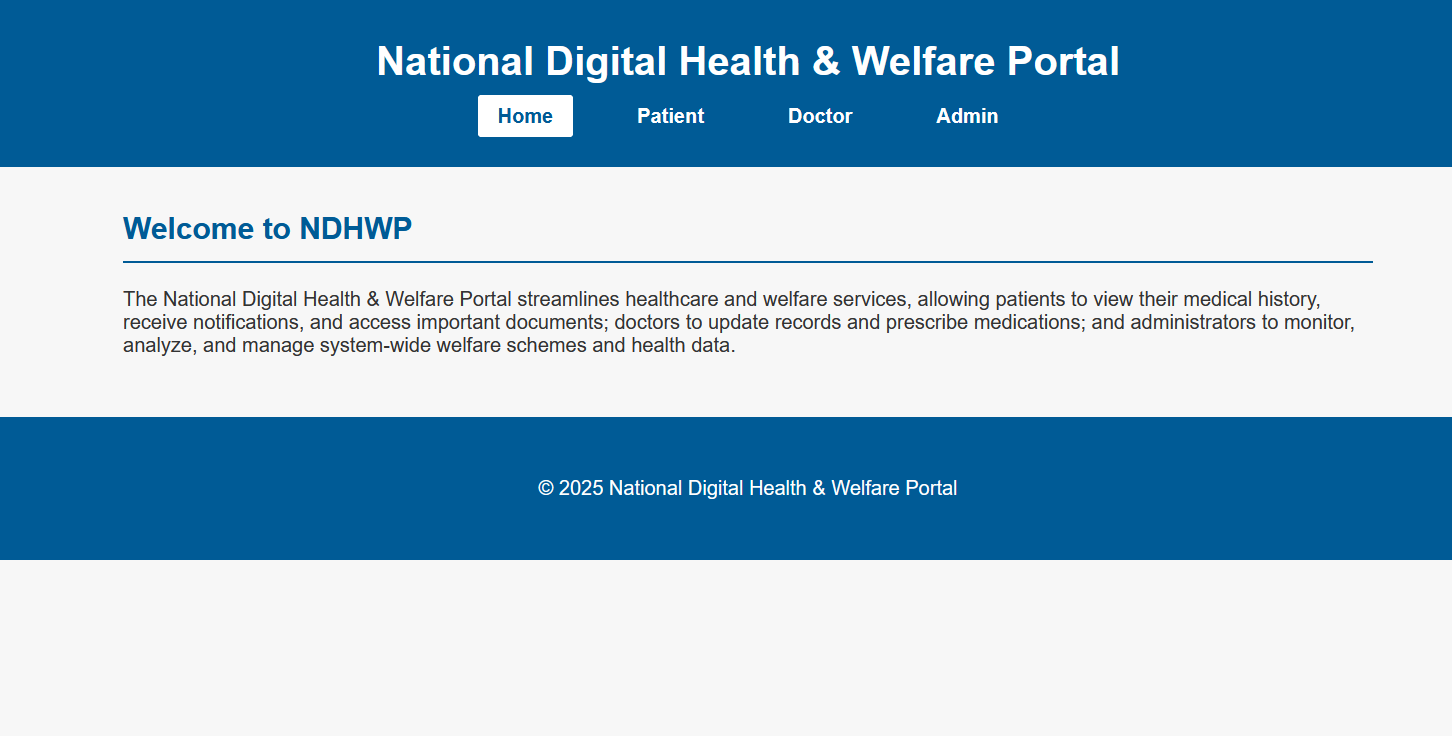 National Digital Health & Welfare Portal
Home Patient Doctor Admin
Welcome to NDHWP
The National Digital Health & Welfare Portal streamlines healthcare and welfare services, allowing patients to view their medical history,
receive notifications, and access important documents; doctors to update records and prescribe medications; and administrators to monitor,
analyze, and manage system-wide welfare schemes and health data.
© 2025 National Digital Health & Welfare Portal